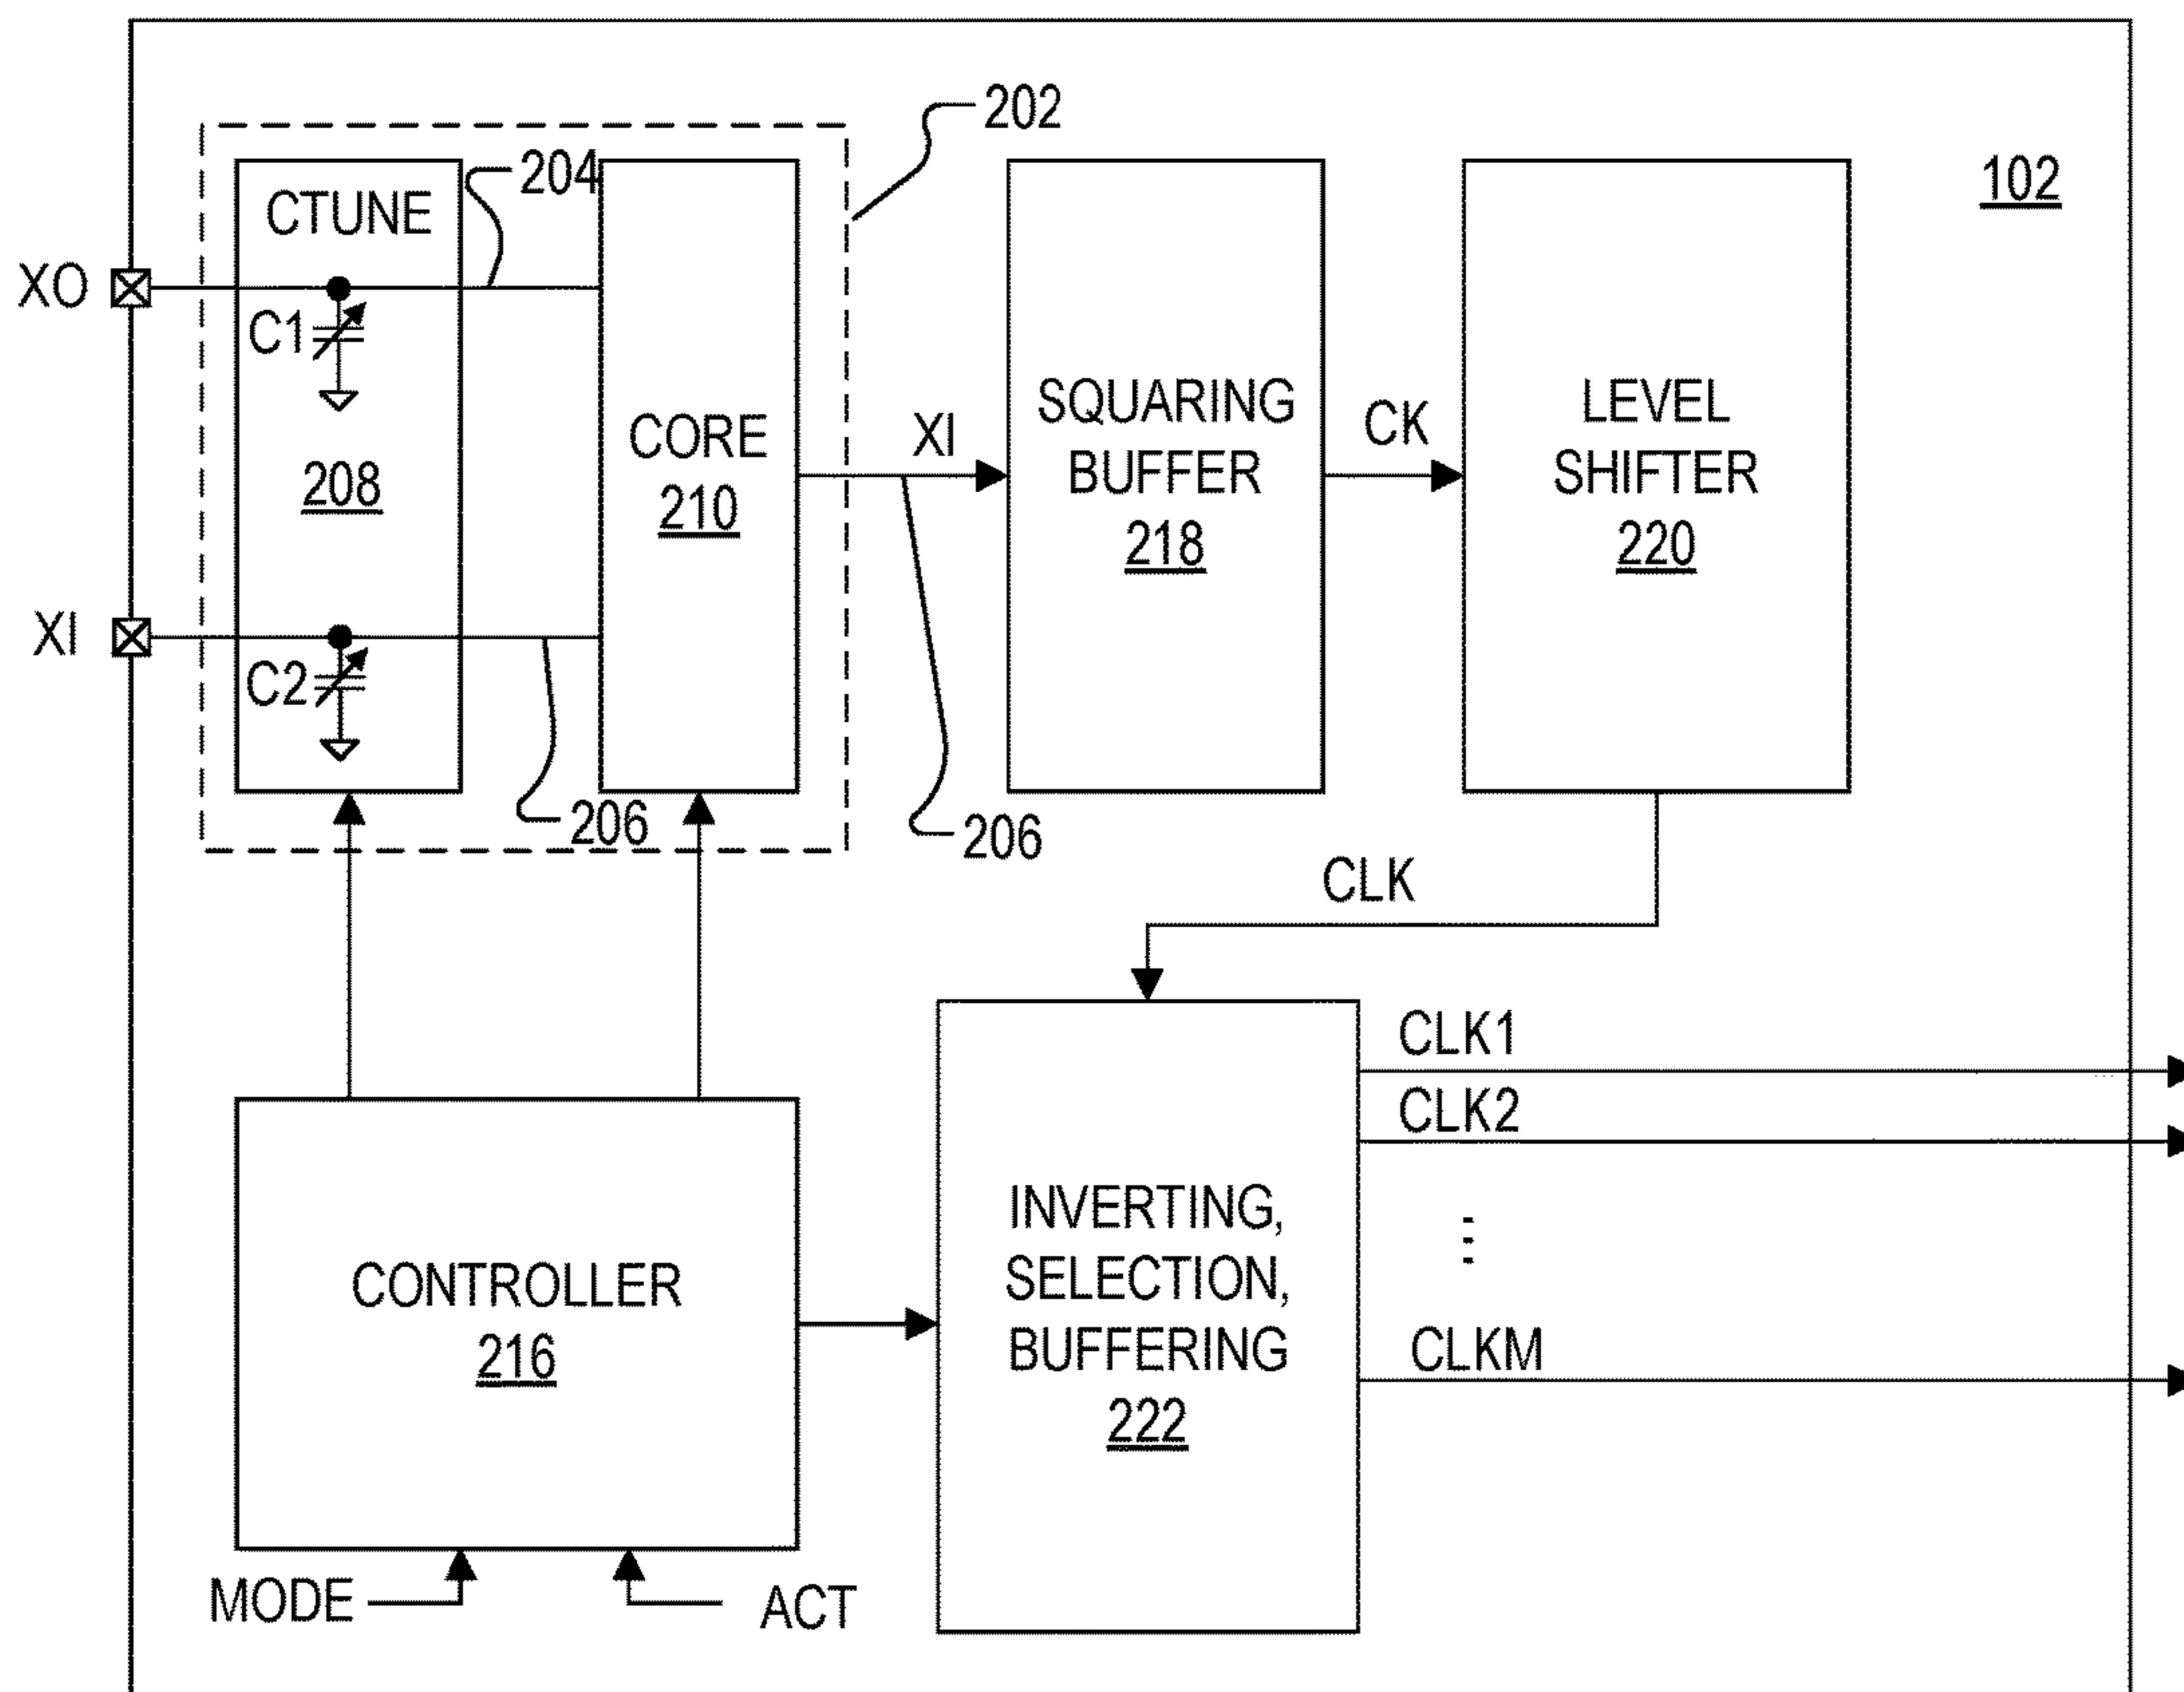 202
102
204
CTUNE
XO
C1
208
CORE
210
XI
SQUARING
BUFFER
218
CK
LEVEL
SHIFTER
220
XI
C2
206
206
CLK
CLK1
CLK2
CONTROLLER
216
INVERTING,
SELECTION,
BUFFERING
222
CLKM
MODE
ACT